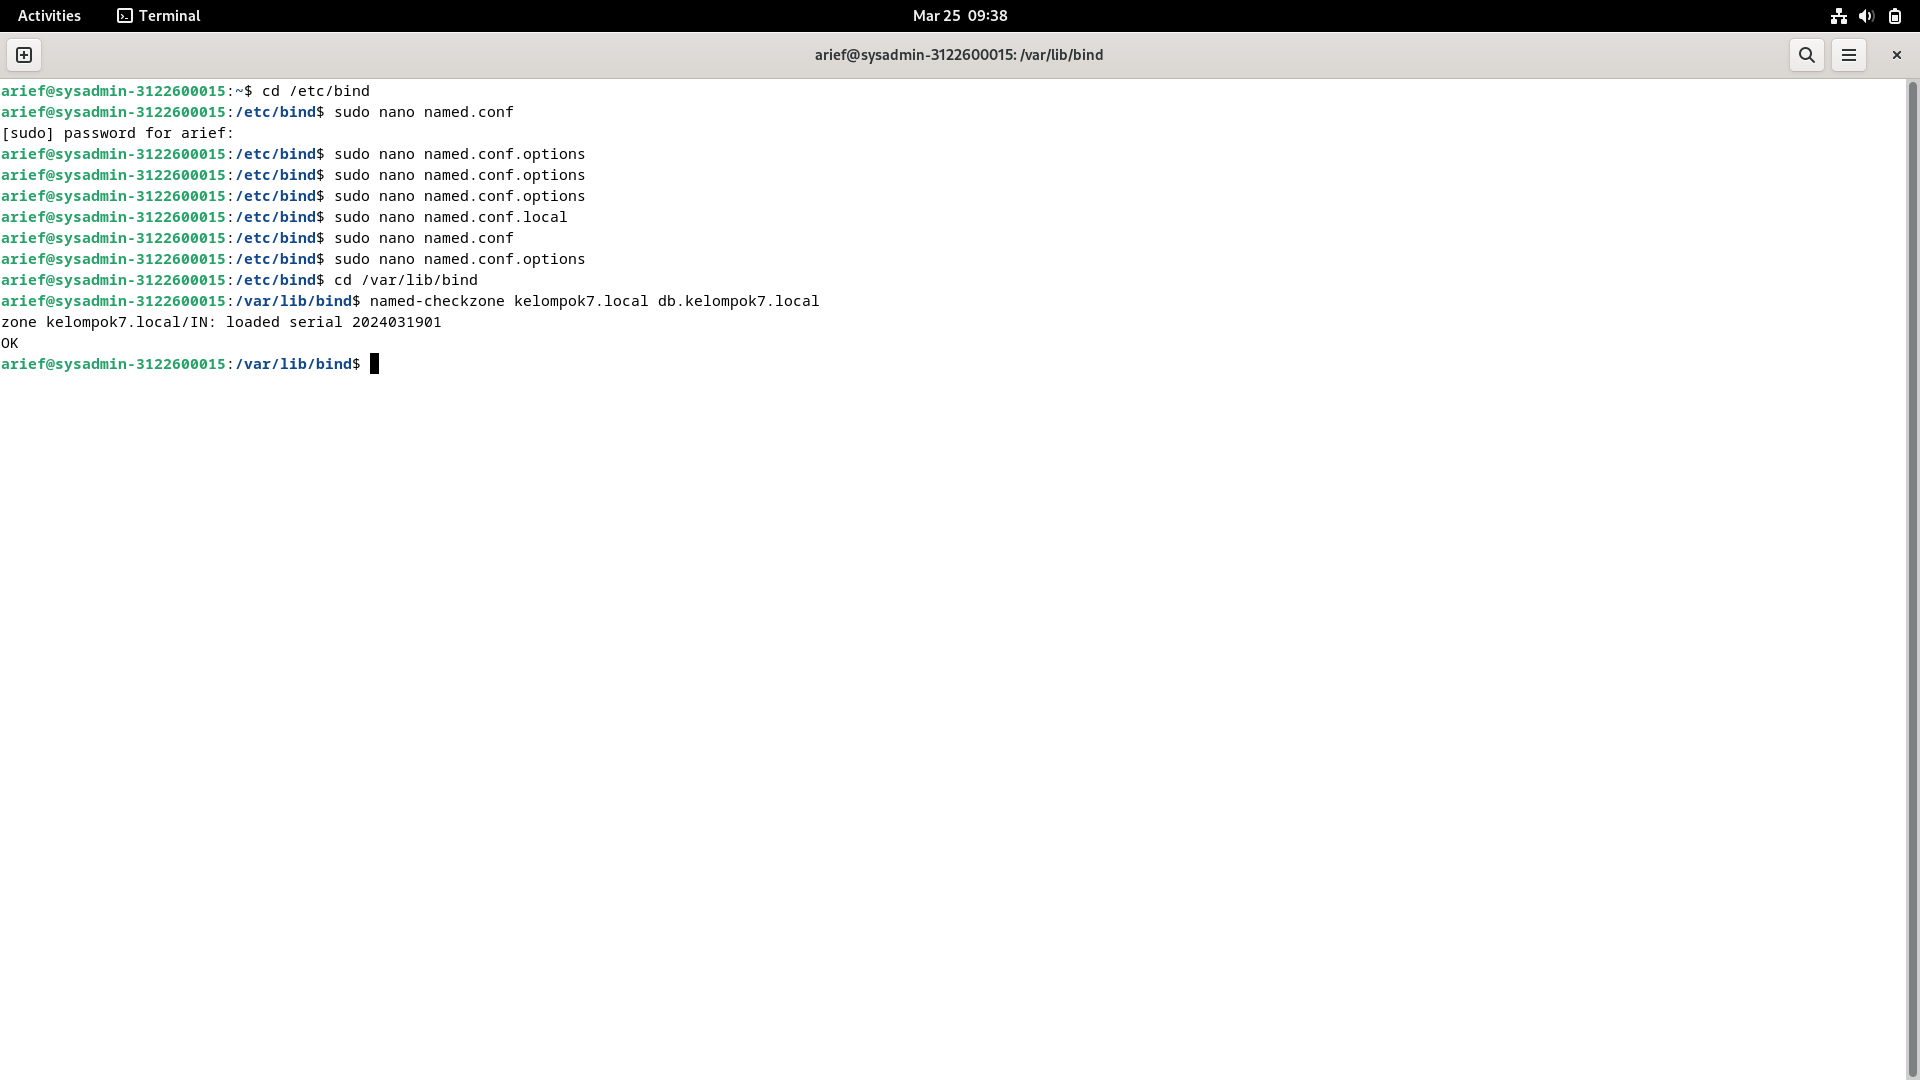 Activities Terminal Mar 25 09:38
arief@sysadmin-3122600015: /var/lib/bind
arief@sysadmin-3122600015:~$ cd /etc/bind
arief@sysadmin-3122600015:/etc/bind$ sudo nano named.conf
[sudo] password for arief:
arief@sysadmin-3122600015:/etc/bind$ sudo nano named.conf.options
arief@sysadmin-3122600015:/etc/bind$ sudo nano named.conf.options
arief@sysadmin-3122600015:/etc/bind$ sudo nano named.conf.options
arief@sysadmin-3122600015:/etc/bind$ sudo nano named.conf.local
arief@sysadmin-3122600015:/etc/bind$ sudo nano named.conf
arief@sysadmin-3122600015:/etc/bind$ sudo nano named.conf.options
arief@sysadmin-3122600015:/etc/bind$ cd /var/lib/bind
arief@sysadmin-3122600015:/var/lib/bind$ named-checkzone kelompok7.local db.kelompok7.local
zone kelompok7.local/IN: loaded serial 2024031901
OK
arief@sysadmin-3122600015:/var/lib/bind$